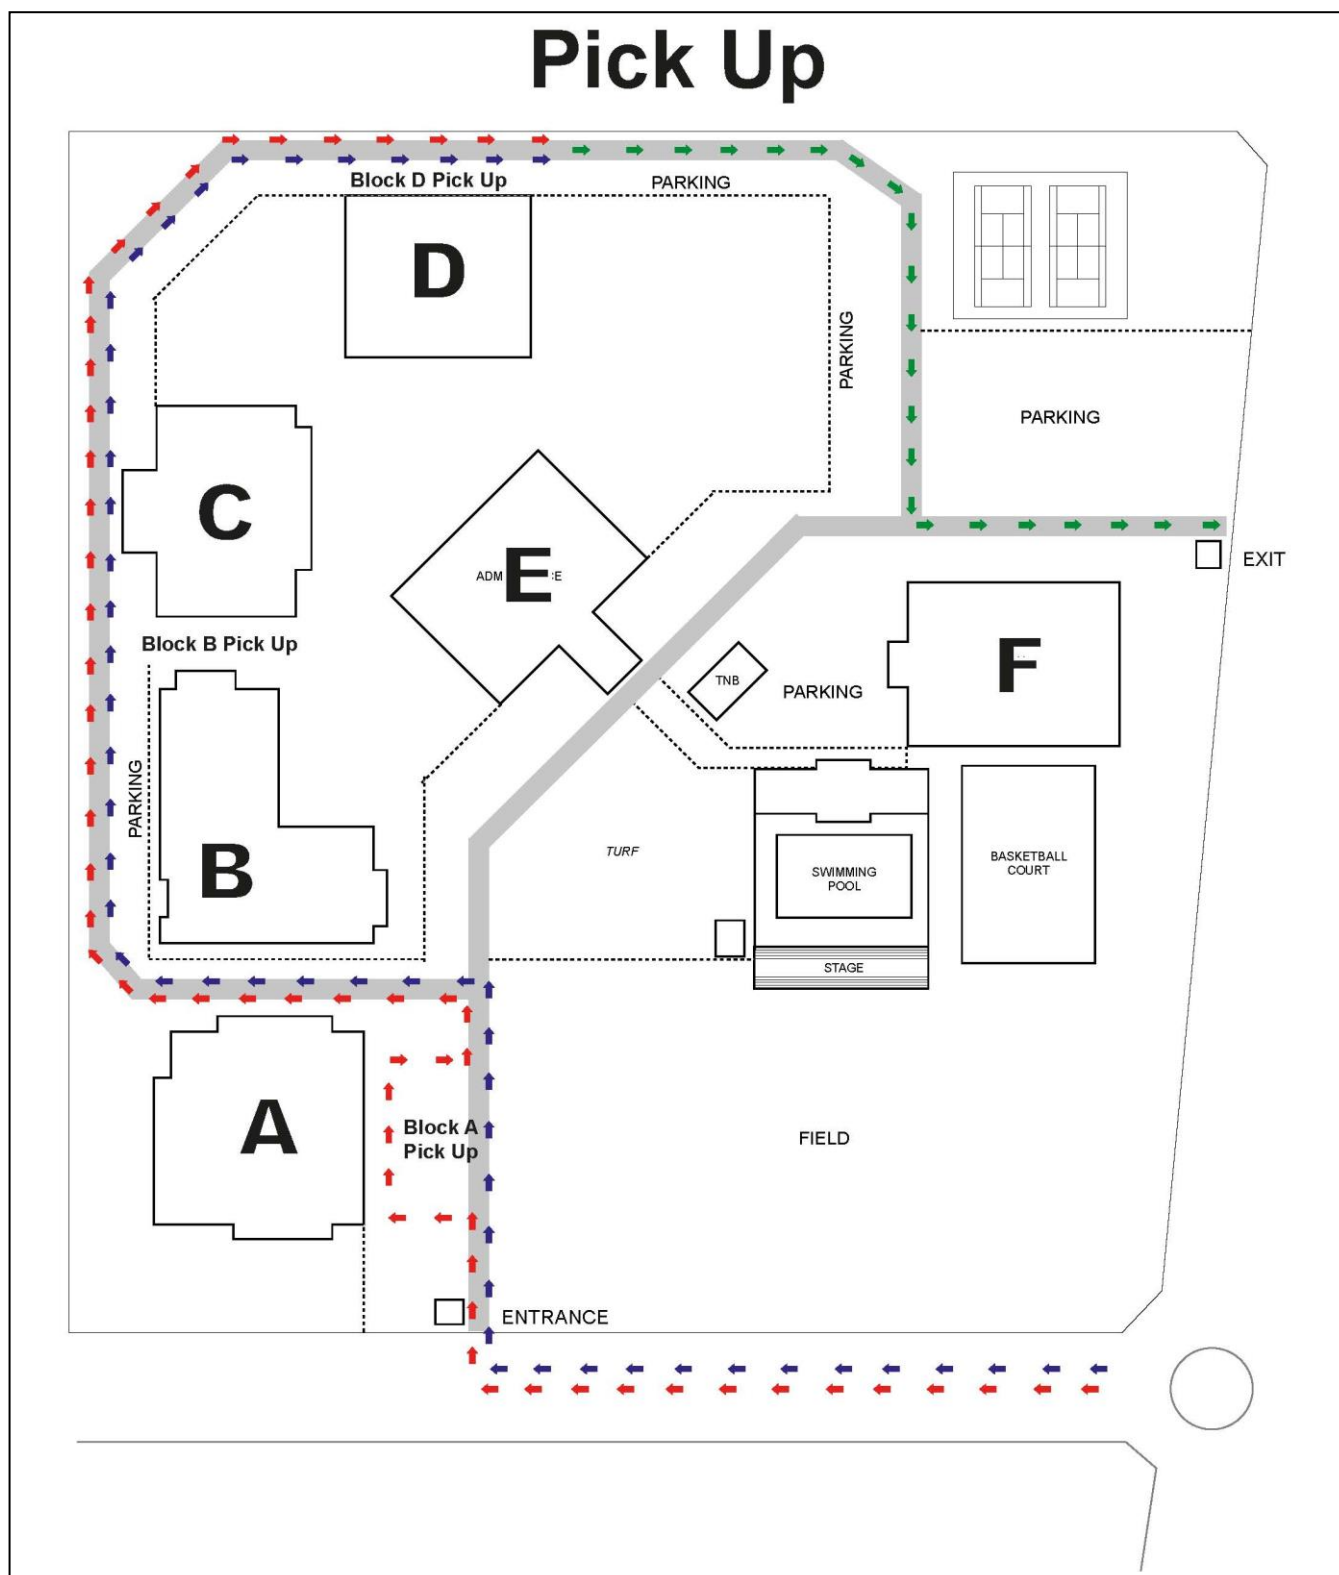 Pick Up
Block D Pick Up
PARKING
D
PARKING
PARKING
C
ADM
E
CE
EXIT
Block B Pick Up
F
TNB
PARKING
PARKING
B
TURF
SWIMMING
POOL
BASKETBALL
COURT
STAGE
A
Block A
Pick Up
FIELD
ENTRANCE